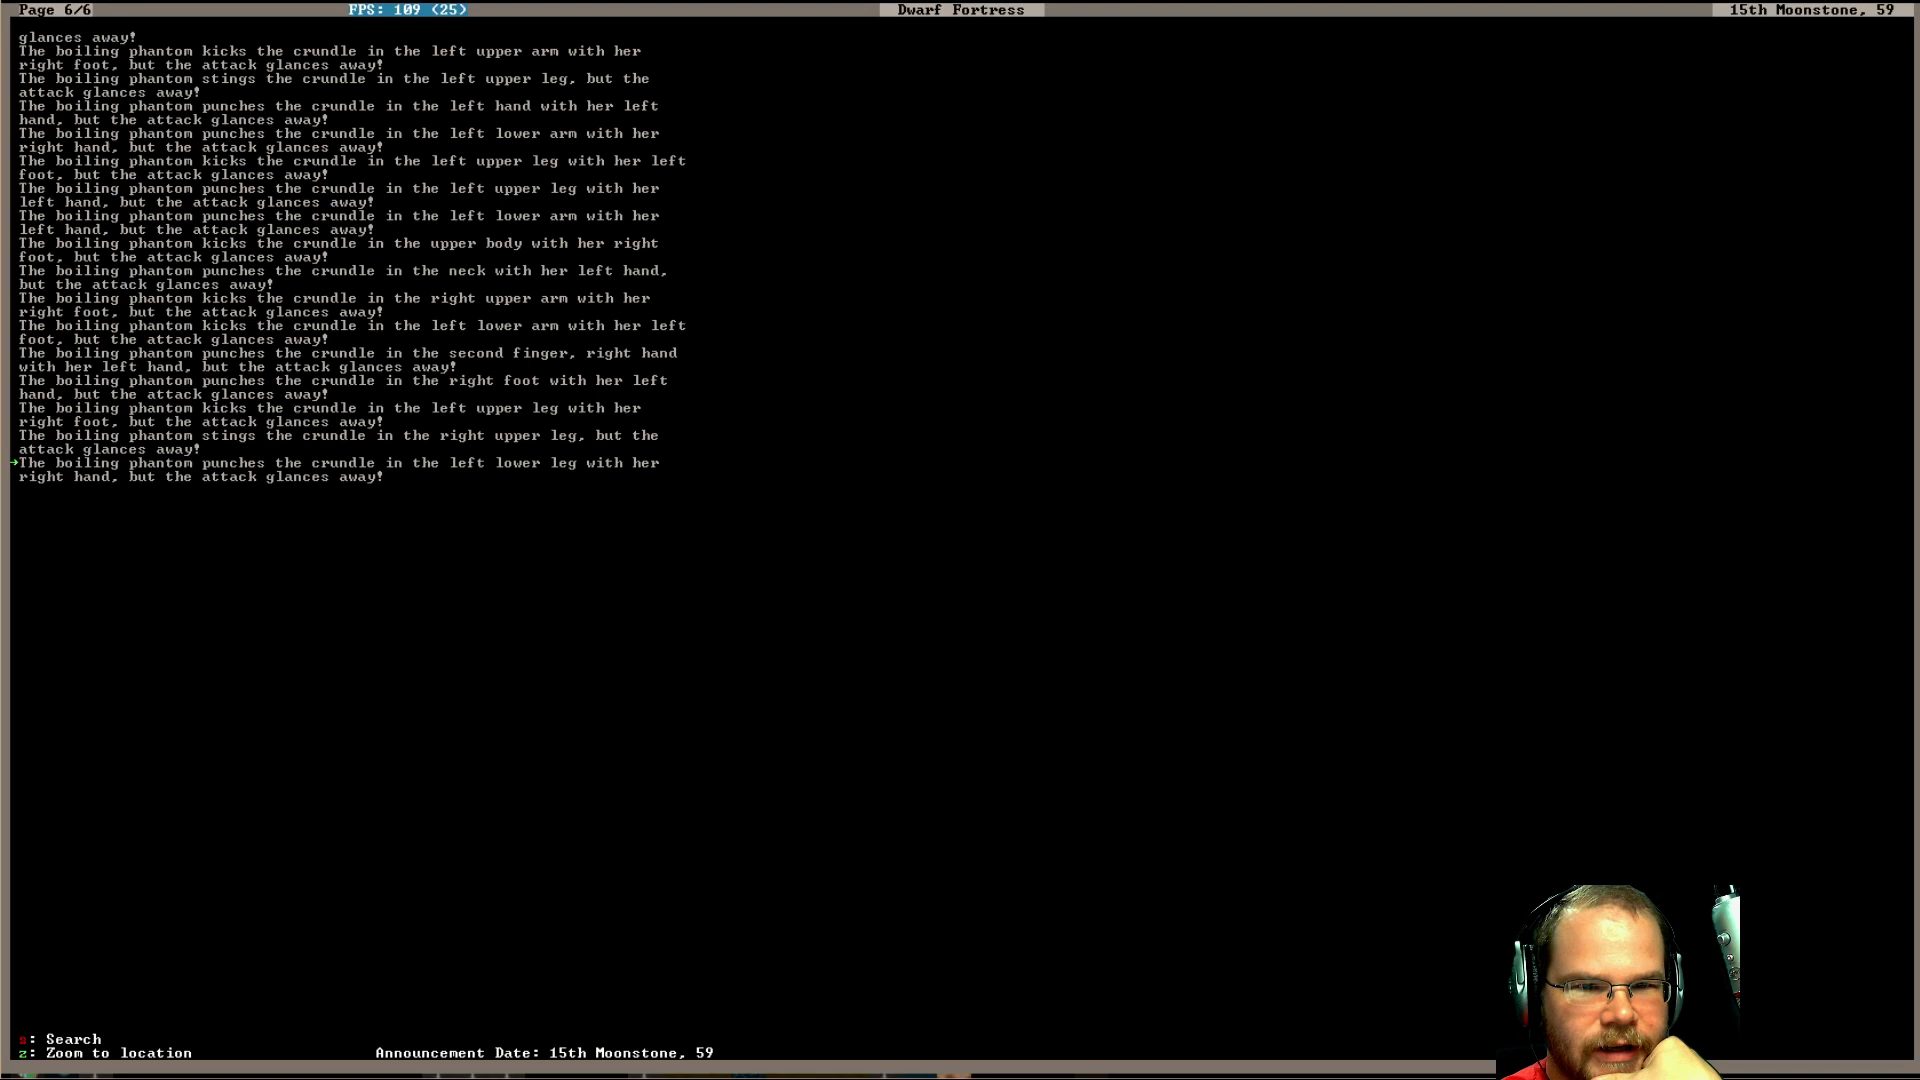 Page 6/6 FPS: 109 (25) Dwarf Fortress 15th Moonstone, 59
glances away!
The boiling phantom kicks the crundle in the left upper arm with her
right foot, but the attack glances away!
The boiling phantom stings the crundle in the left upper leg, but the
attack glances away!
The boiling phantom punches the crundle in the left hand with her left
hand, but the attack glances away!
The boiling phantom punches the crundle in the left lower arm with her
right hand, but the attack glances away!
The boiling phantom kicks the crundle in the left upper leg with her left
foot, but the attack glances away!
The boiling phantom punches the crundle in the left upper leg with her
left hand, but the attack glances away!
The boiling phantom punches the crundle in the left lower arm with her
left hand, but the attack glances away!
The boiling phantom kicks the crundle in the upper body with her right
foot, but the attack glances away!
The boiling phantom punches the crundle in the neck with her left hand,
but the attack glances away!
The boiling phantom kicks the crundle in the right upper arm with her
right foot, but the attack glances away!
The boiling phantom kicks the crundle in the left lower arm with her left
foot, but the attack glances away!
The boiling phantom punches the crundle in the second finger, right hand
with her left hand, but the attack glances away!
The boiling phantom punches the crundle in the right foot with her left
hand, but the attack glances away!
The boiling phantom kicks the crundle in the left upper leg with her
right foot, but the attack glances away!
The boiling phantom stings the crundle in the right upper leg, but the
attack glances away!
The boiling phantom punches the crundle in the left lower leg with her
right hand, but the attack glances away!
: Search
z: Zoom to location Announcement Date: 15th Moonstone, 59